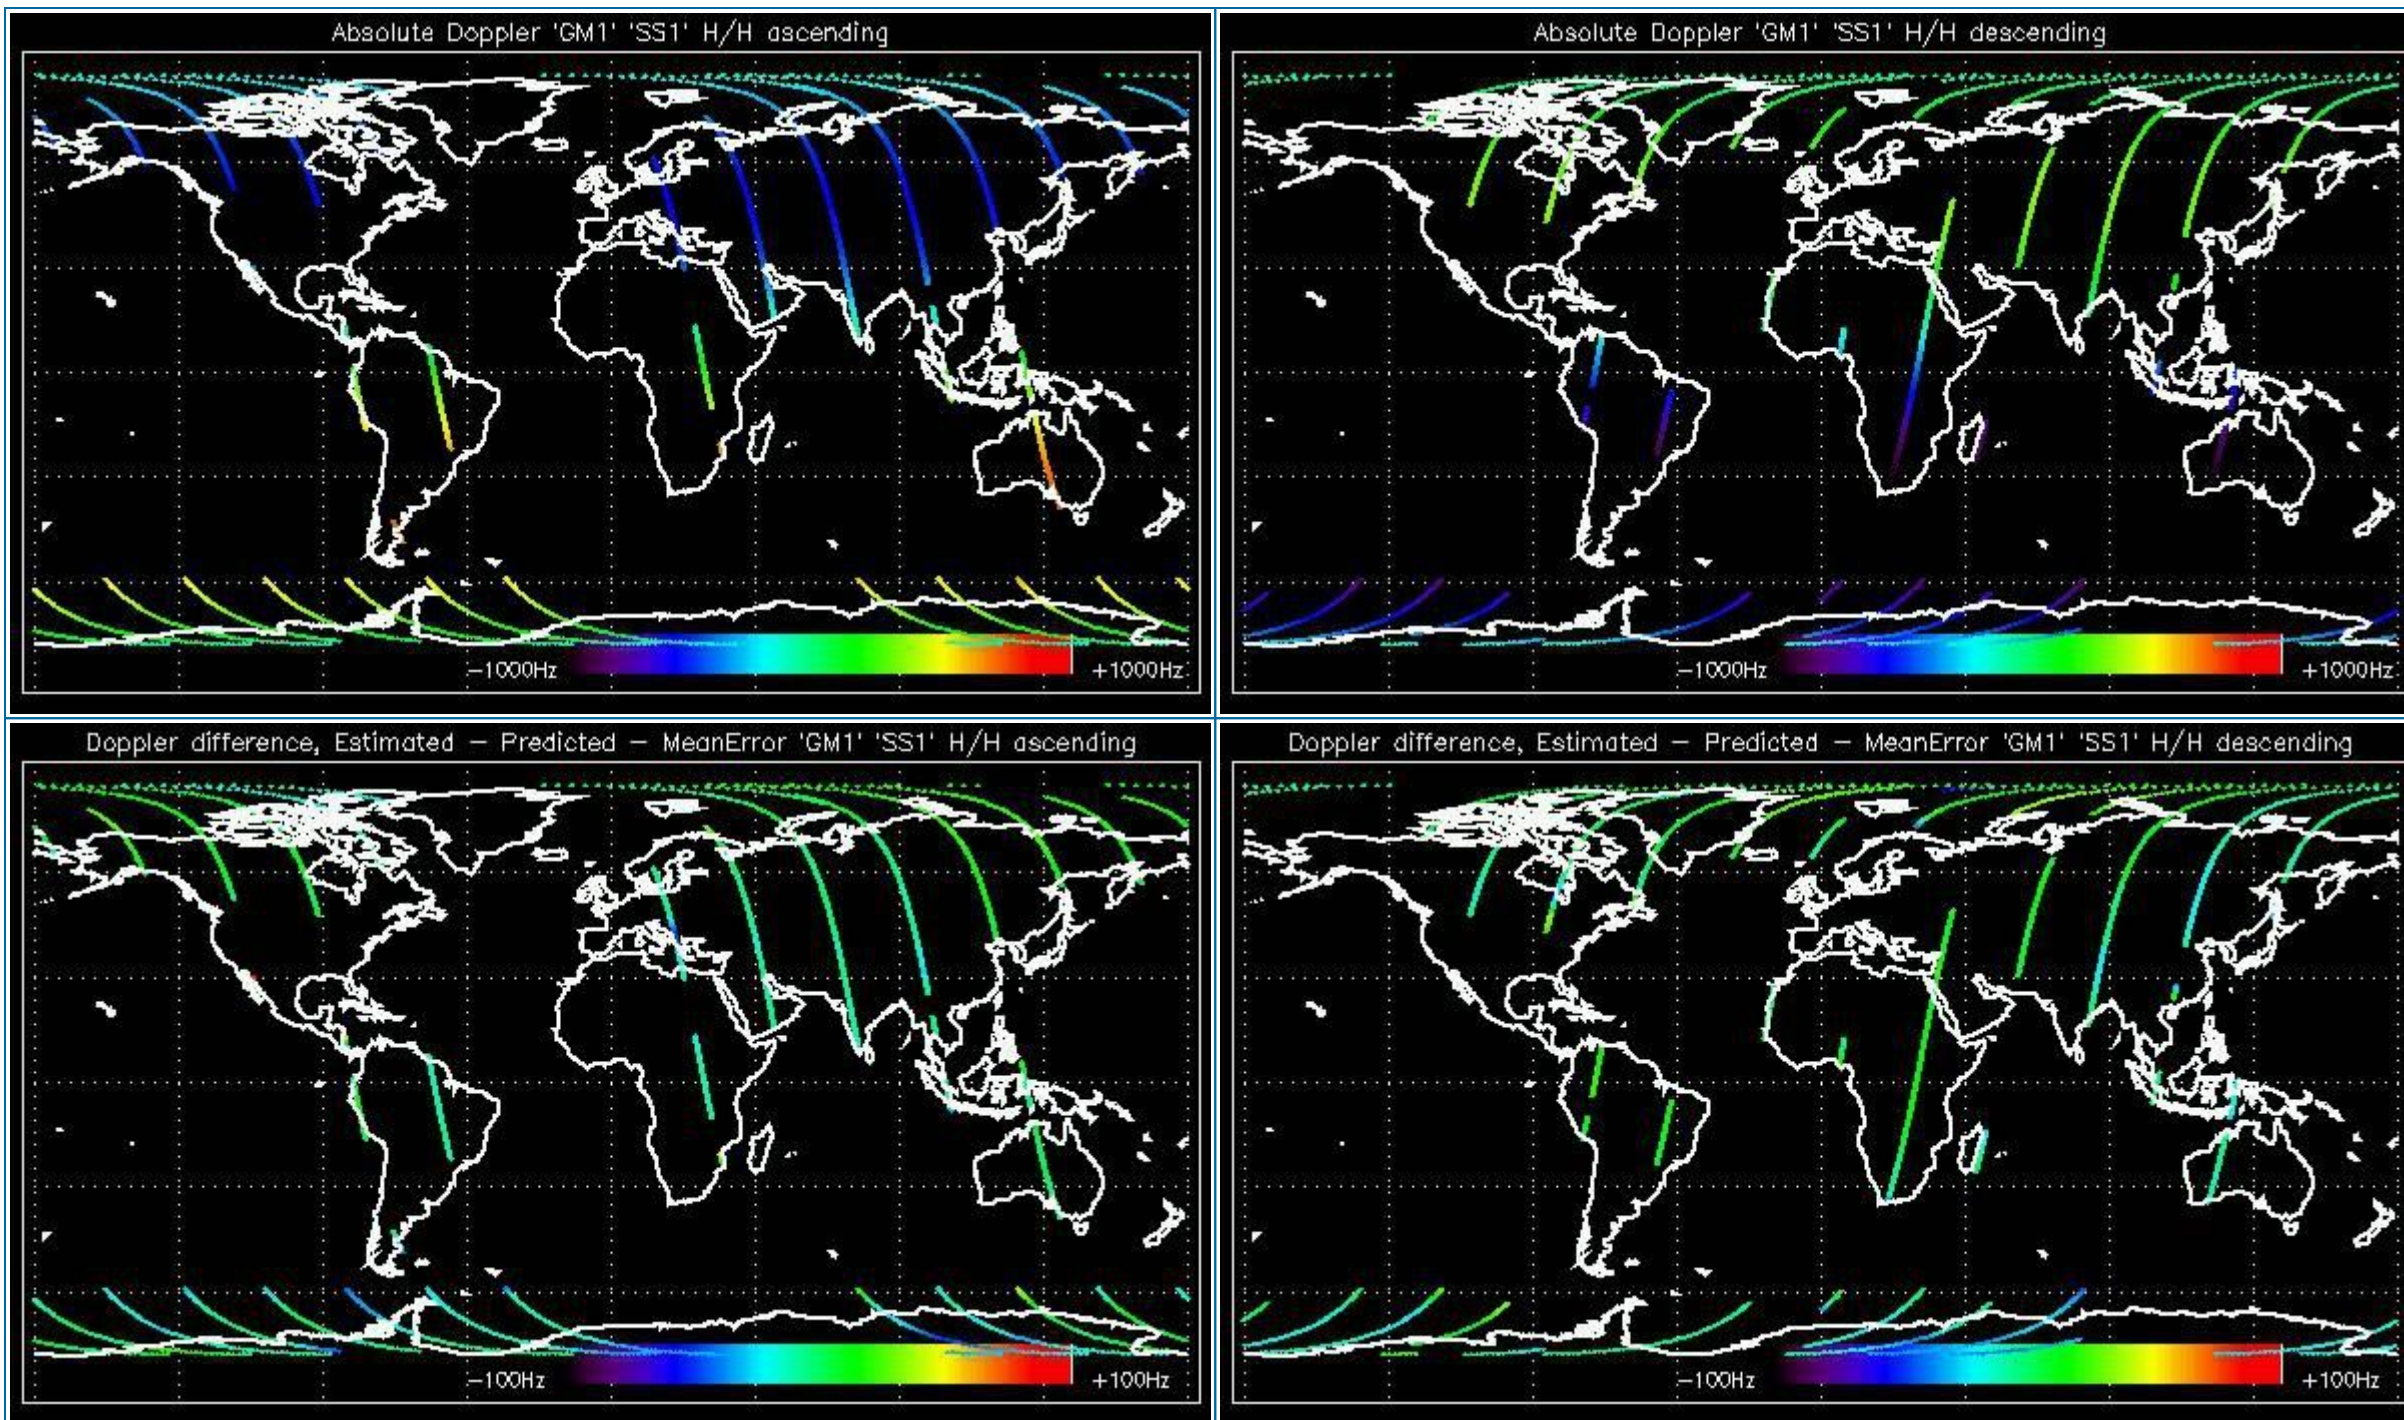 Absolute Doppler 'GM1' 'SS1' H/H ascending
−1000Hz
+1000Hz
Absolute Doppler 'GM1' 'SS1' H/H descending
−1000Hz
+1000Hz
Doppler difference, Estimated − Predicted − MeanError 'GM1' 'SS1' H/H ascending
−100Hz
+100Hz
Doppler difference, Estimated − Predicted − MeanError 'GM1' 'SS1' H/H descending
−100Hz
+100Hz